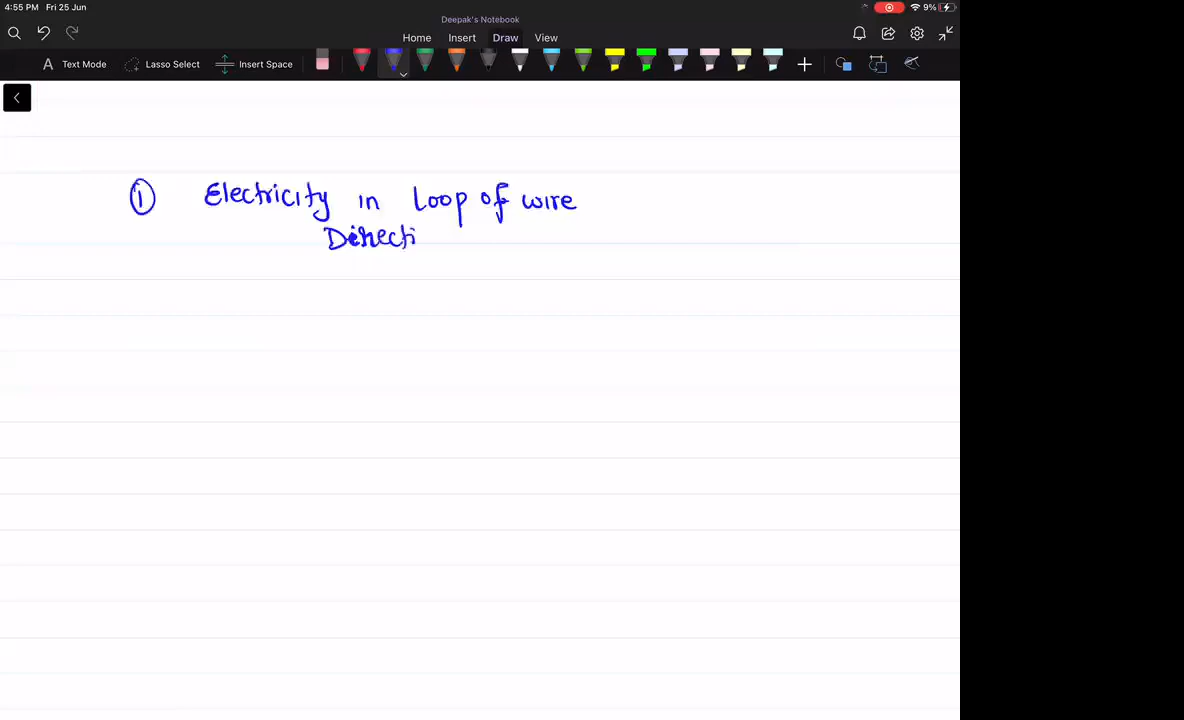 4:55 PM Fri 25 Jun
9%
Deepak's Notebook
Home Insert Draw View
A Text Mode Lasso Select Insert Space
① Electricity in Loop of wire
Directi